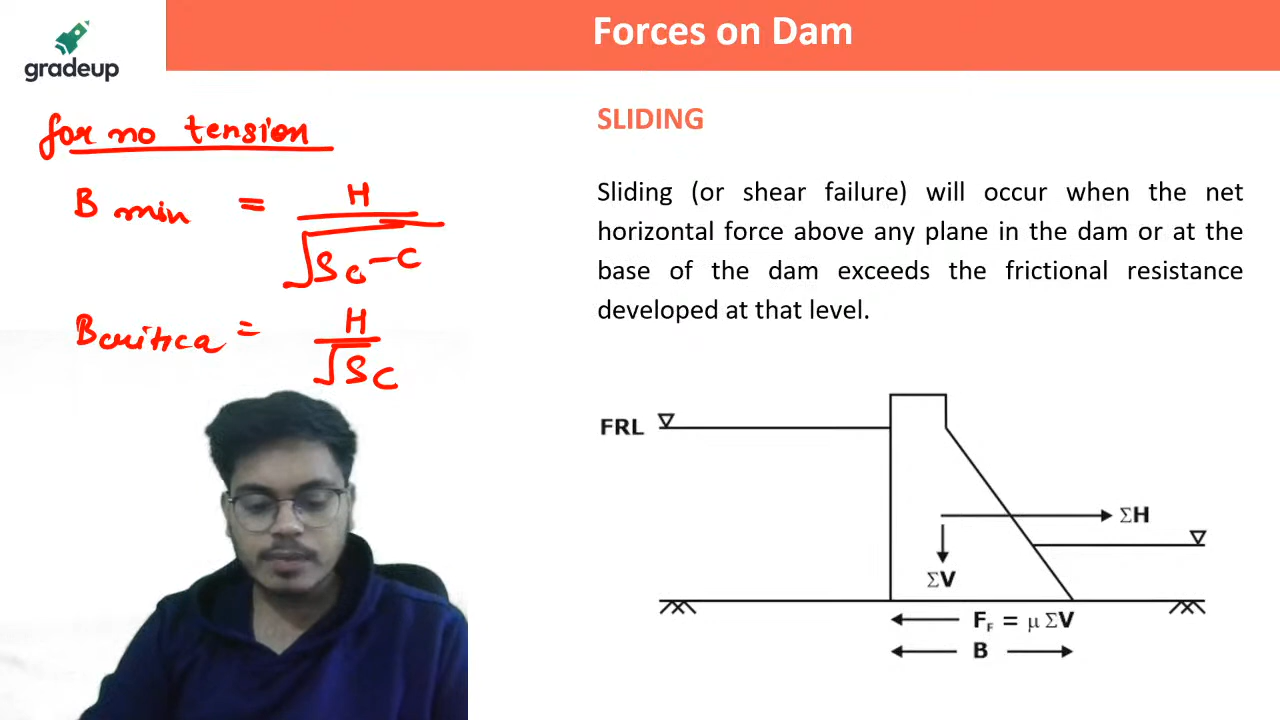 Forces on Dam
gradeup
for no tension
B min = H / √Sc-C
Bcritica = H / √Sc
SLIDING
Sliding (or shear failure) will occur when the net
horizontal force above any plane in the dam or at the
base of the dam exceeds the frictional resistance
developed at that level.
FRL
ΣH
ΣV
F_F = μ ΣV
B